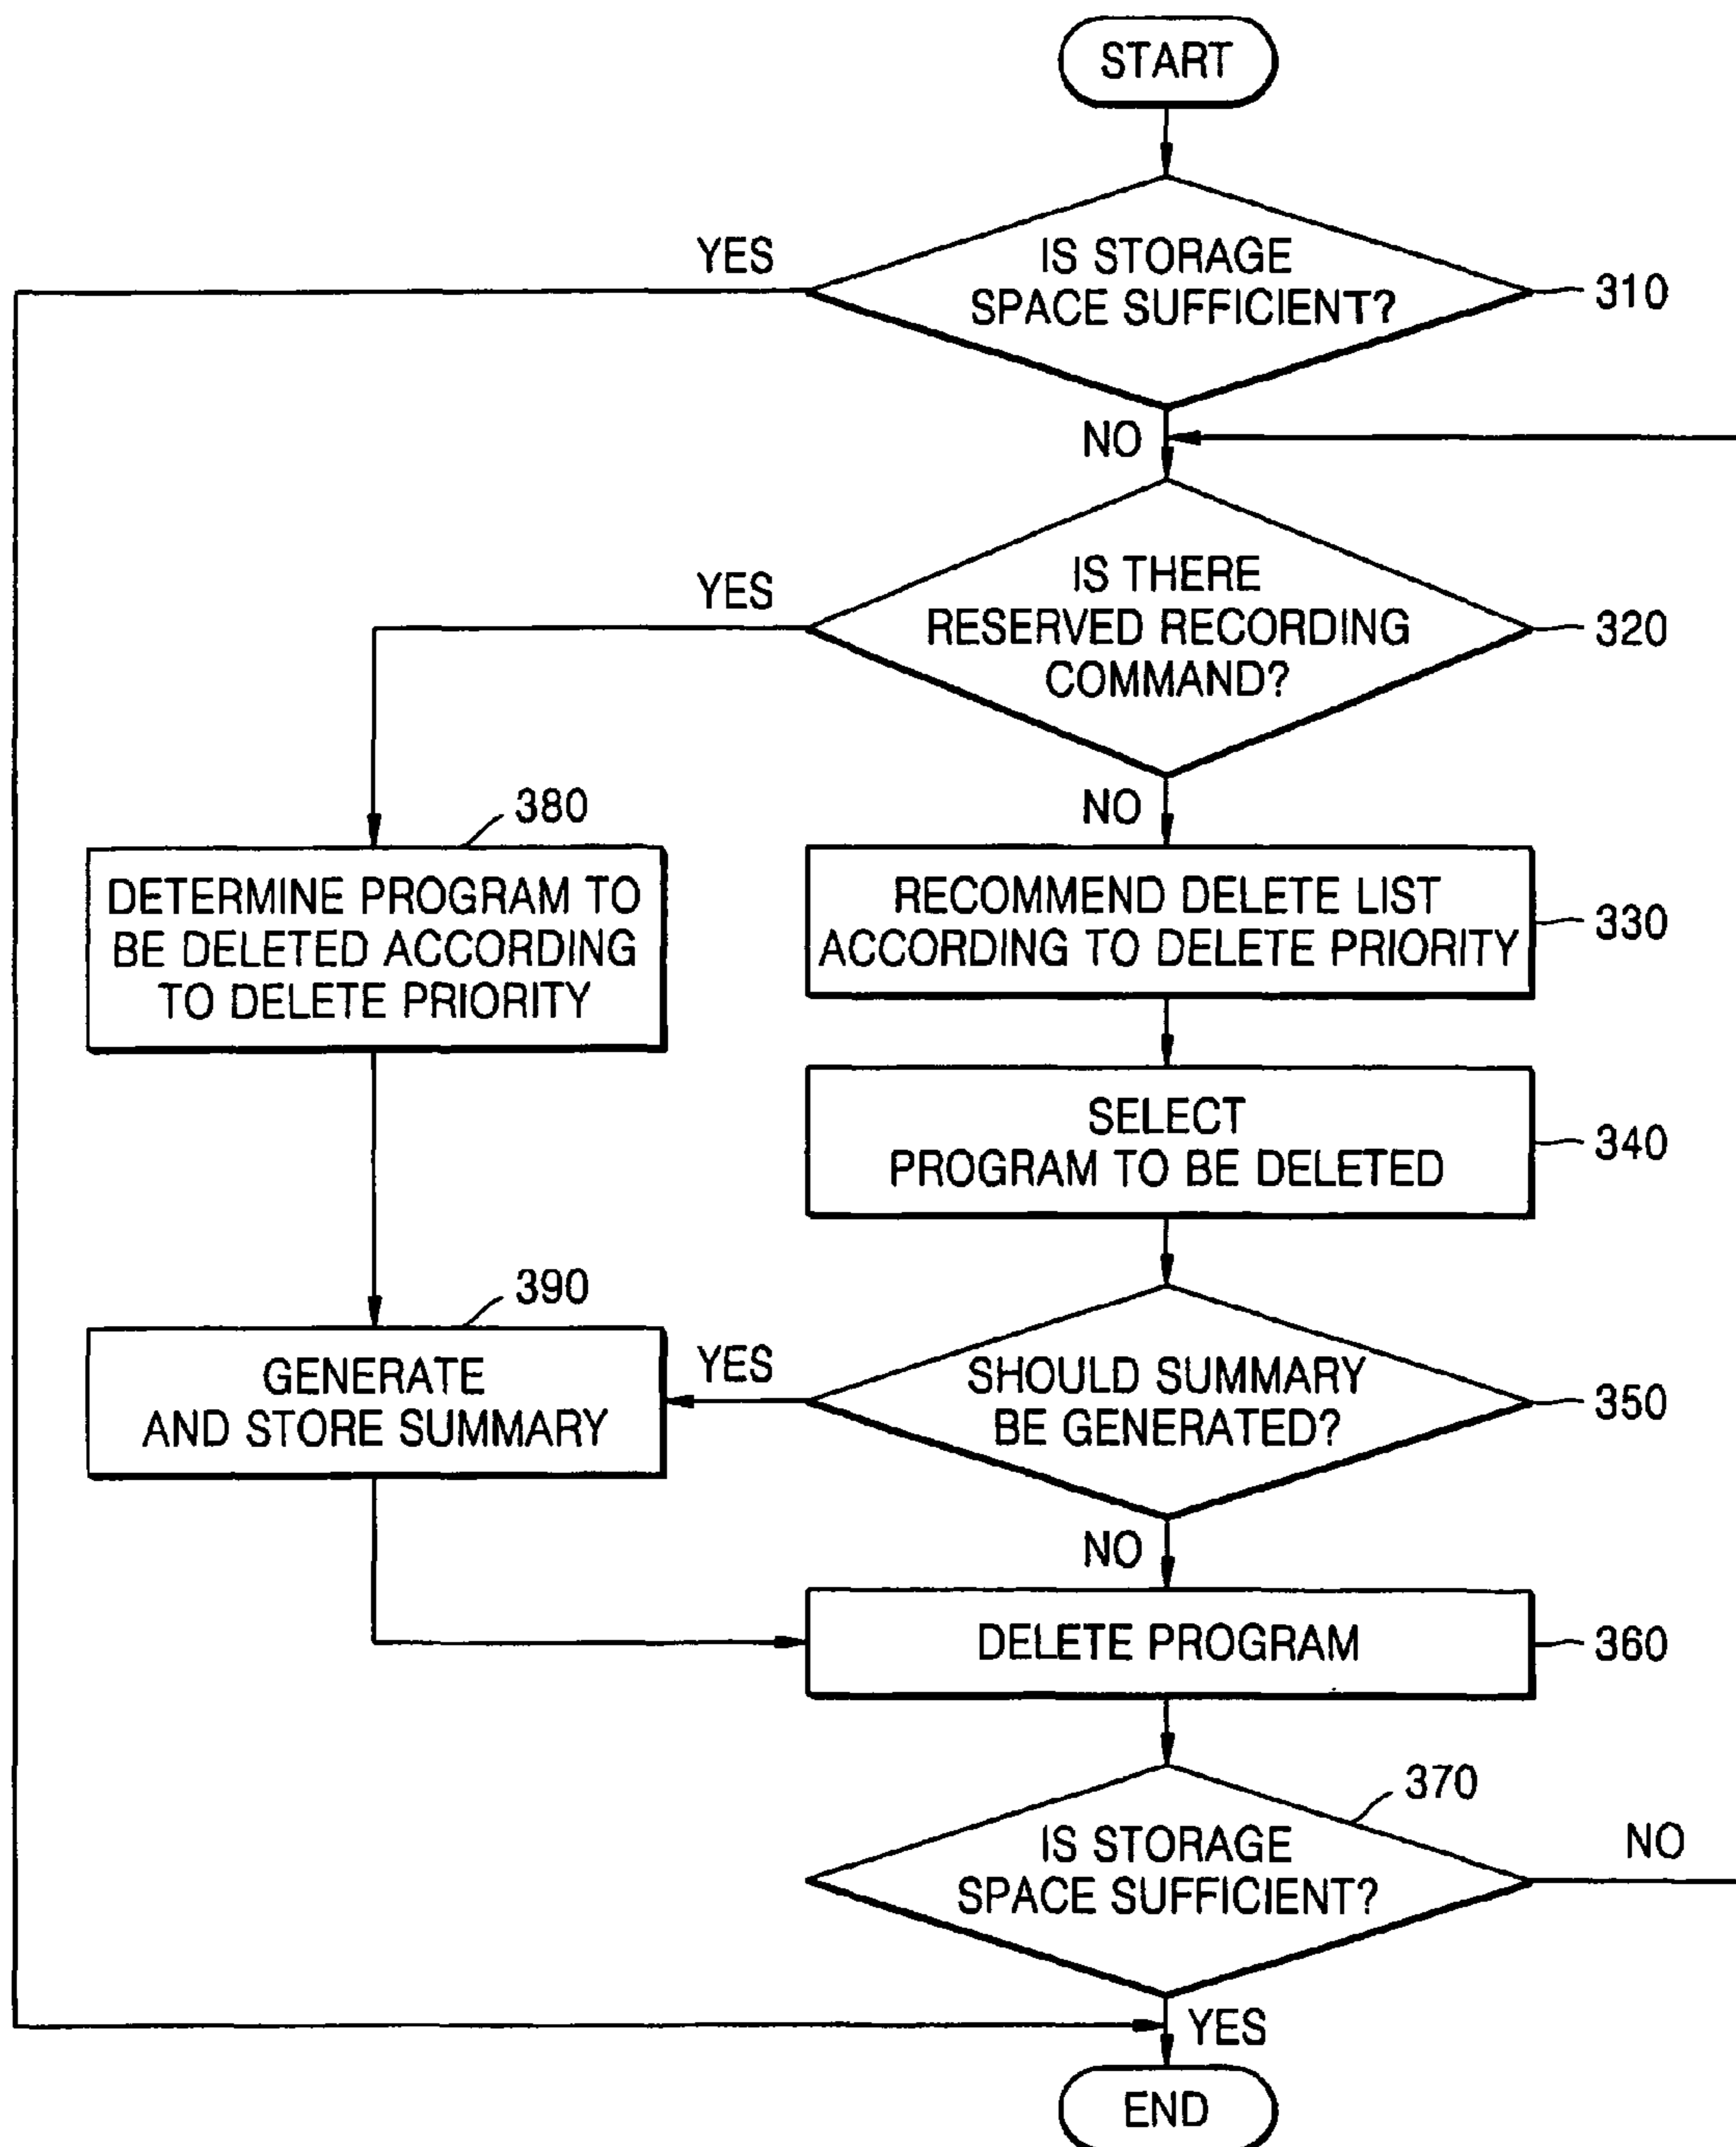 START
YES
IS STORAGE
SPACE SUFFICIENT?
310
NO
YES
IS THERE
RESERVED RECORDING
COMMAND?
320
NO
380
DETERMINE PROGRAM TO
BE DELETED ACCORDING
TO DELETE PRIORITY
RECOMMEND DELETE LIST
ACCORDING TO DELETE PRIORITY
330
SELECT
PROGRAM TO BE DELETED
340
390
GENERATE
AND STORE SUMMARY
YES
SHOULD SUMMARY
BE GENERATED?
350
NO
DELETE PROGRAM
360
370
IS STORAGE
SPACE SUFFICIENT?
NO
YES
END